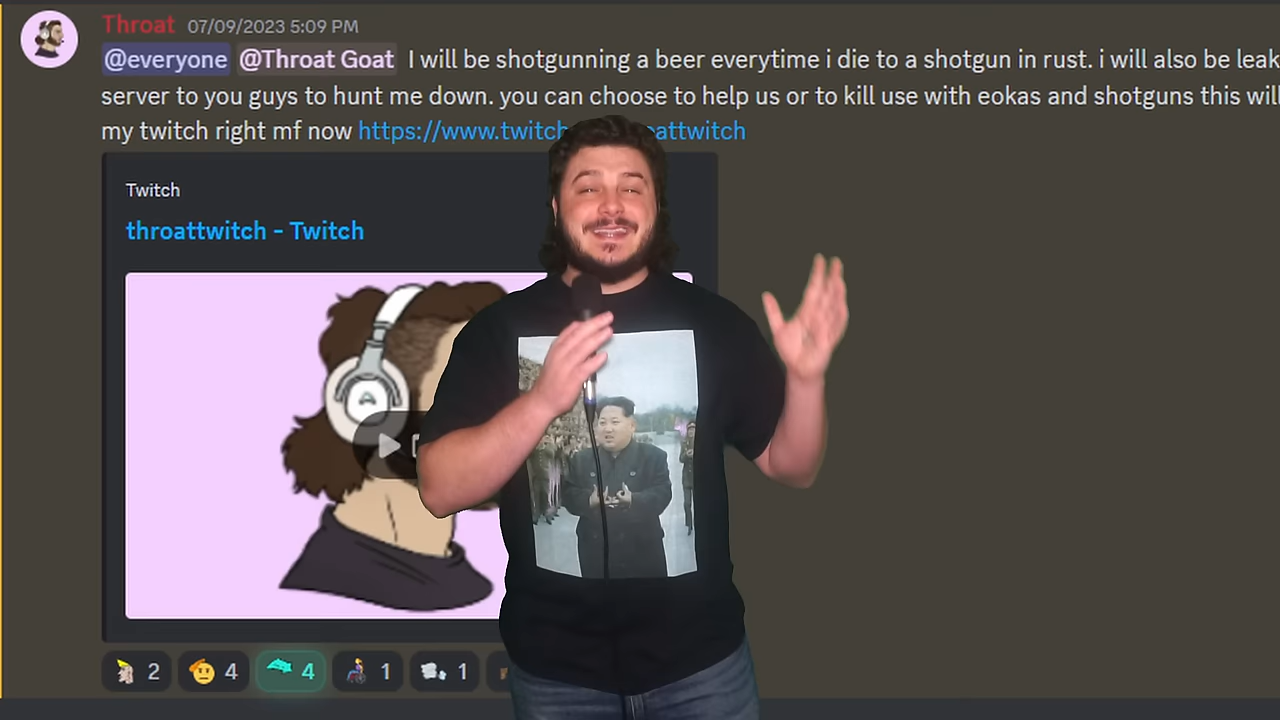 Throat 07/09/2023 5:09 PM
@everyone @Throat Goat I will be shotgunning a beer everytime i die to a shotgun in rust. i will also be leak
server to you guys to hunt me down. you can choose to help us or to kill use with eokas and shotguns this will
my twitch right mf now https://www.twitch attwitch
Twitch
throattwitch - Twitch
2 4 4 1 1